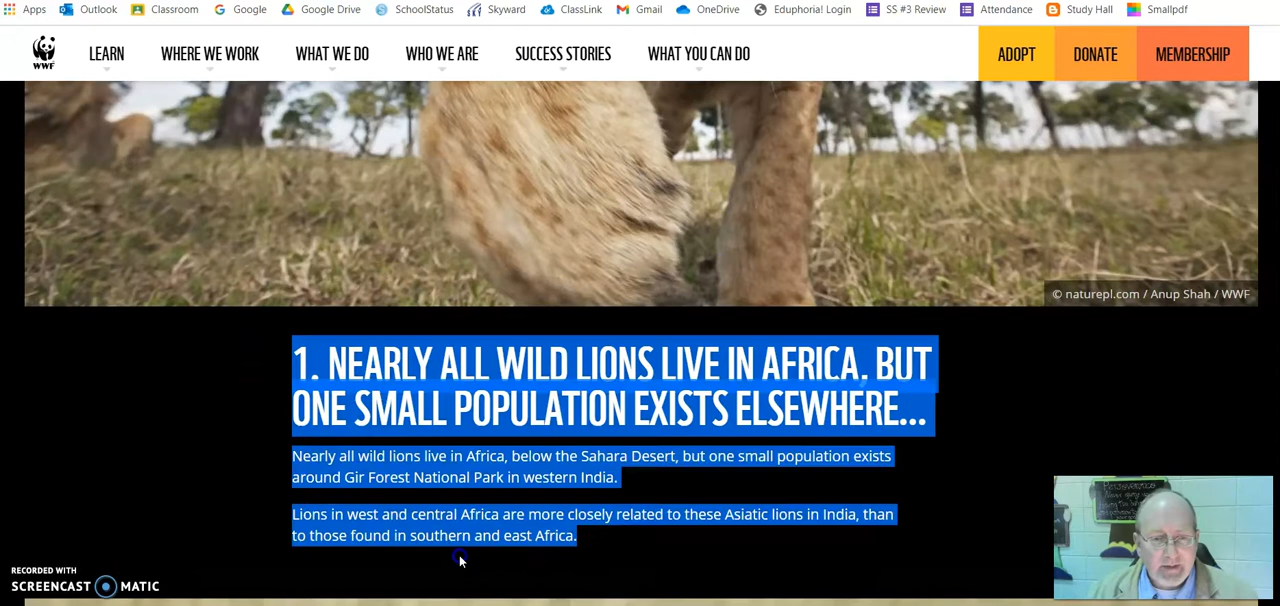 Apps Outlook Classroom Google Google Drive SchoolStatus Skyward ClassLink Gmail OneDrive Eduphoria! Login SS #3 Review Attendance Study Hall Smallpdf
WWF LEARN WHERE WE WORK WHAT WE DO WHO WE ARE SUCCESS STORIES WHAT YOU CAN DO ADOPT DONATE MEMBERSHIP
© naturepl.com / Anup Shah / WWF
1. NEARLY ALL WILD LIONS LIVE IN AFRICA, BUT
ONE SMALL POPULATION EXISTS ELSEWHERE...
Nearly all wild lions live in Africa, below the Sahara Desert, but one small population exists
around Gir Forest National Park in western India.
Lions in west and central Africa are more closely related to these Asiatic lions in India, than
to those found in southern and east Africa.
RECORDED WITH
SCREENCAST MATIC